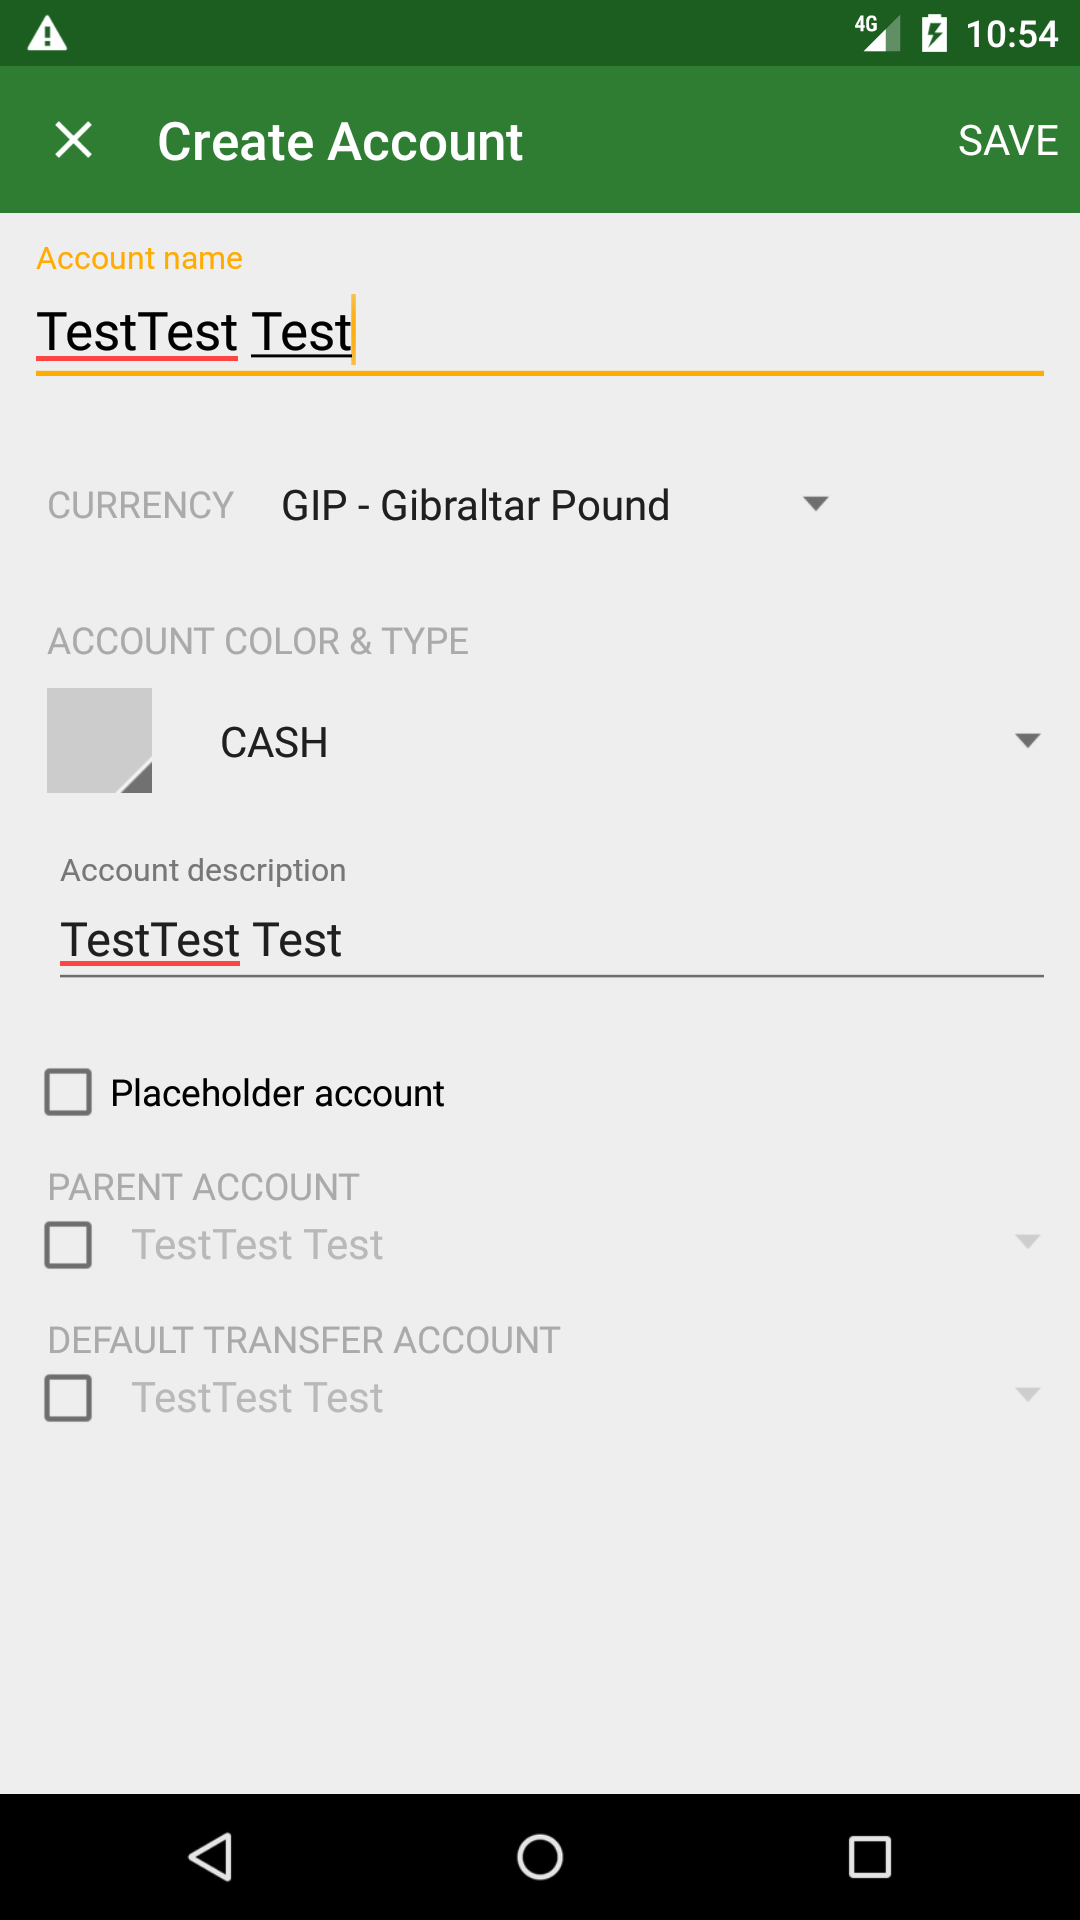 4G 10:54
Create Account SAVE
Account name
TestTest Test
CURRENCY GIP - Gibraltar Pound
ACCOUNT COLOR & TYPE
CASH
Account description
TestTest Test
Placeholder account
PARENT ACCOUNT
TestTest Test
DEFAULT TRANSFER ACCOUNT
TestTest Test